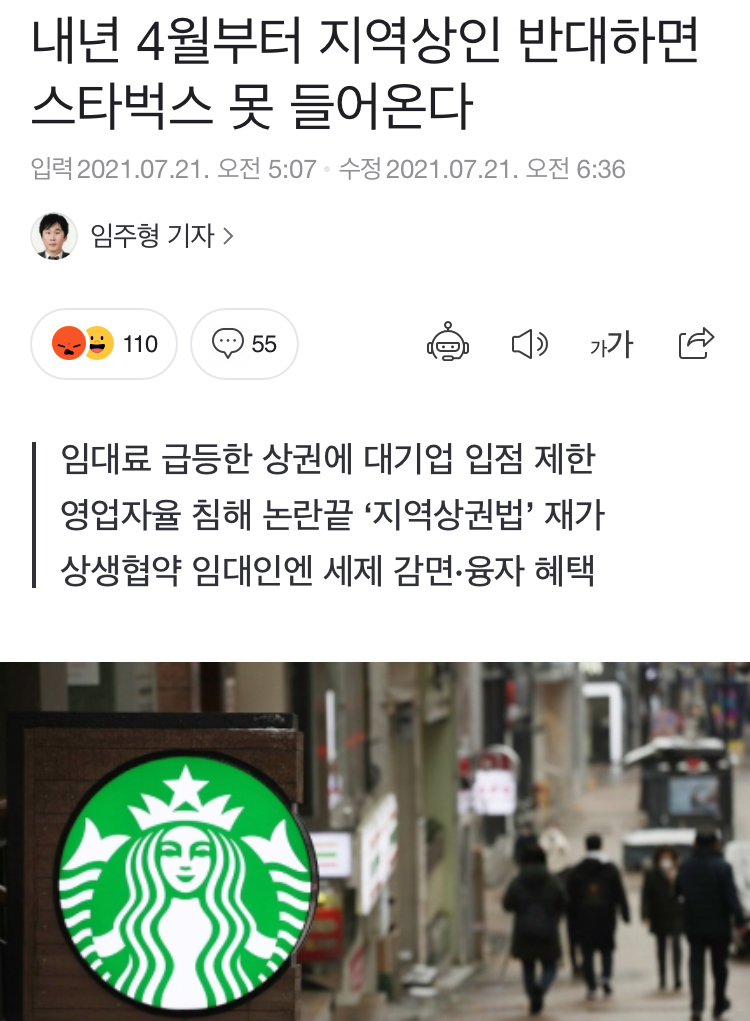 내년 4월부터 지역상인 반대하면
스타벅스 못 들어온다
입력 2021.07.21. 오전 5:07 · 수정 2021.07.21. 오전 6:36
임주형 기자 >
110
55
가가
임대료 급등한 상권에 대기업 입점 제한
영업자율 침해 논란끝 ‘지역상권법’ 재가
상생협약 임대인엔 세제 감면·융자 혜택